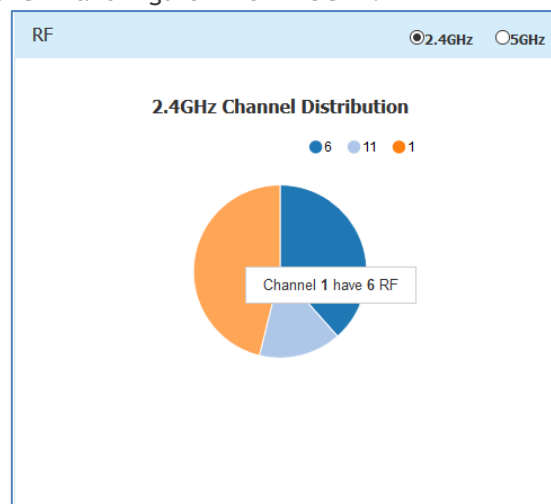 RF
2.4GHz 5GHz
2.4GHz Channel Distribution
6 11 1
Channel 1 have 6 RF